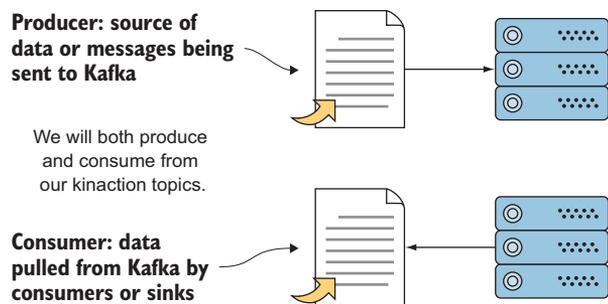 Producer: source of
data or messages being
sent to Kafka
We will both produce
and consume from
our kinaction topics.
Consumer: data
pulled from Kafka by
consumers or sinks